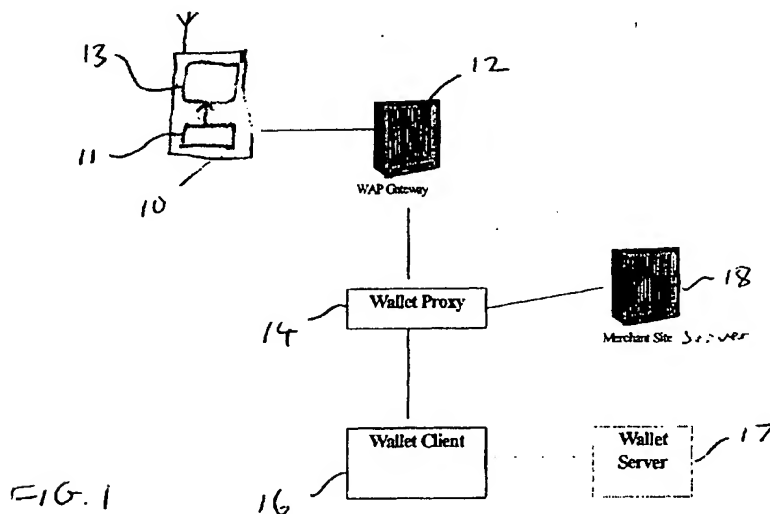 13
12
11
10
WAP Gateway
18
Wallet Proxy
14
Merchant Site Server
Wallet Client
Wallet Server
17
16
FIG. 1